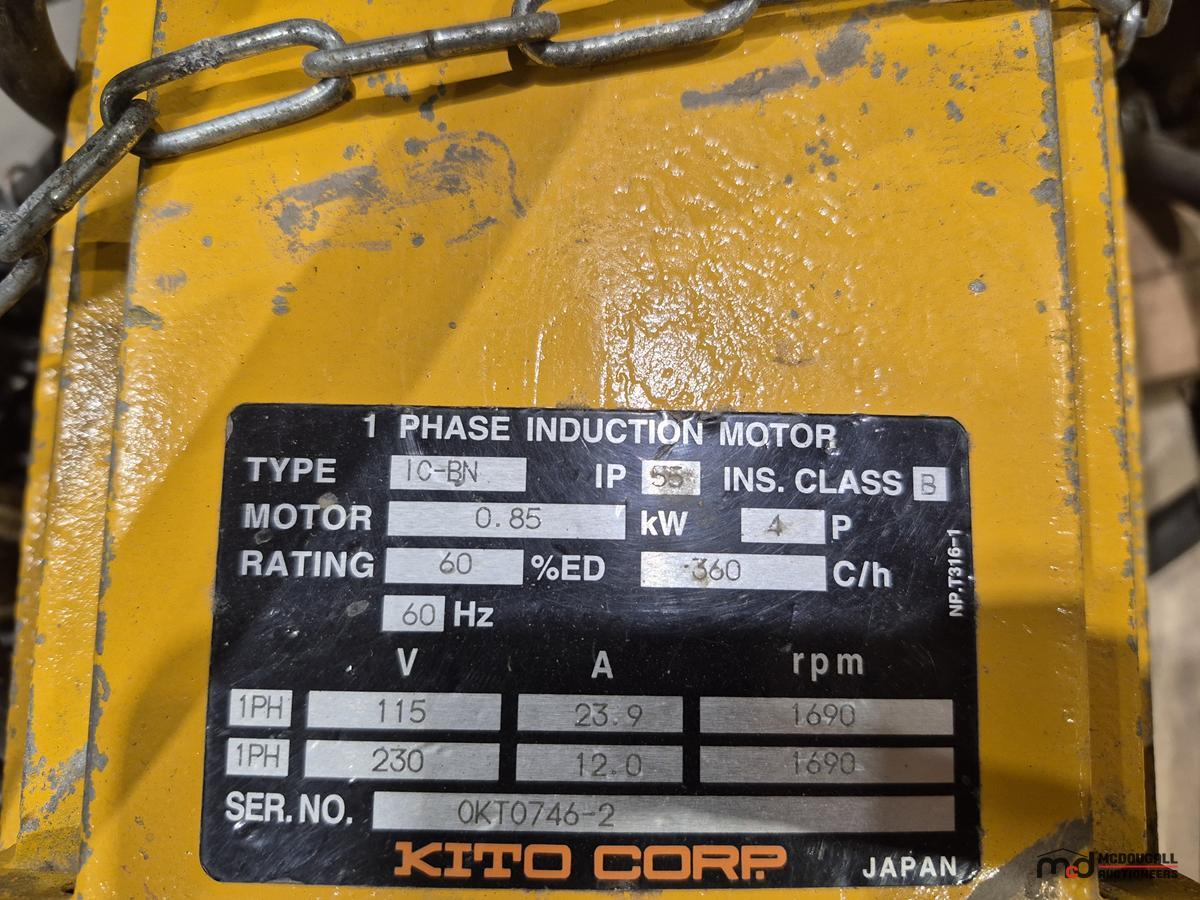 1 PHASE INDUCTION MOTOR
TYPE IC-BN IP 55 INS. CLASS B
MOTOR 0.85 kW 4 P
RATING 60 %ED 360 C/h
60 Hz
V A rpm
1PH 115 23.9 1690
1PH 230 12.0 1690
SER. NO. 0KT0746-2
KITO CORP. JAPAN
NP.T316-1
mcd MCDOUGALL
AUCTIONEERS